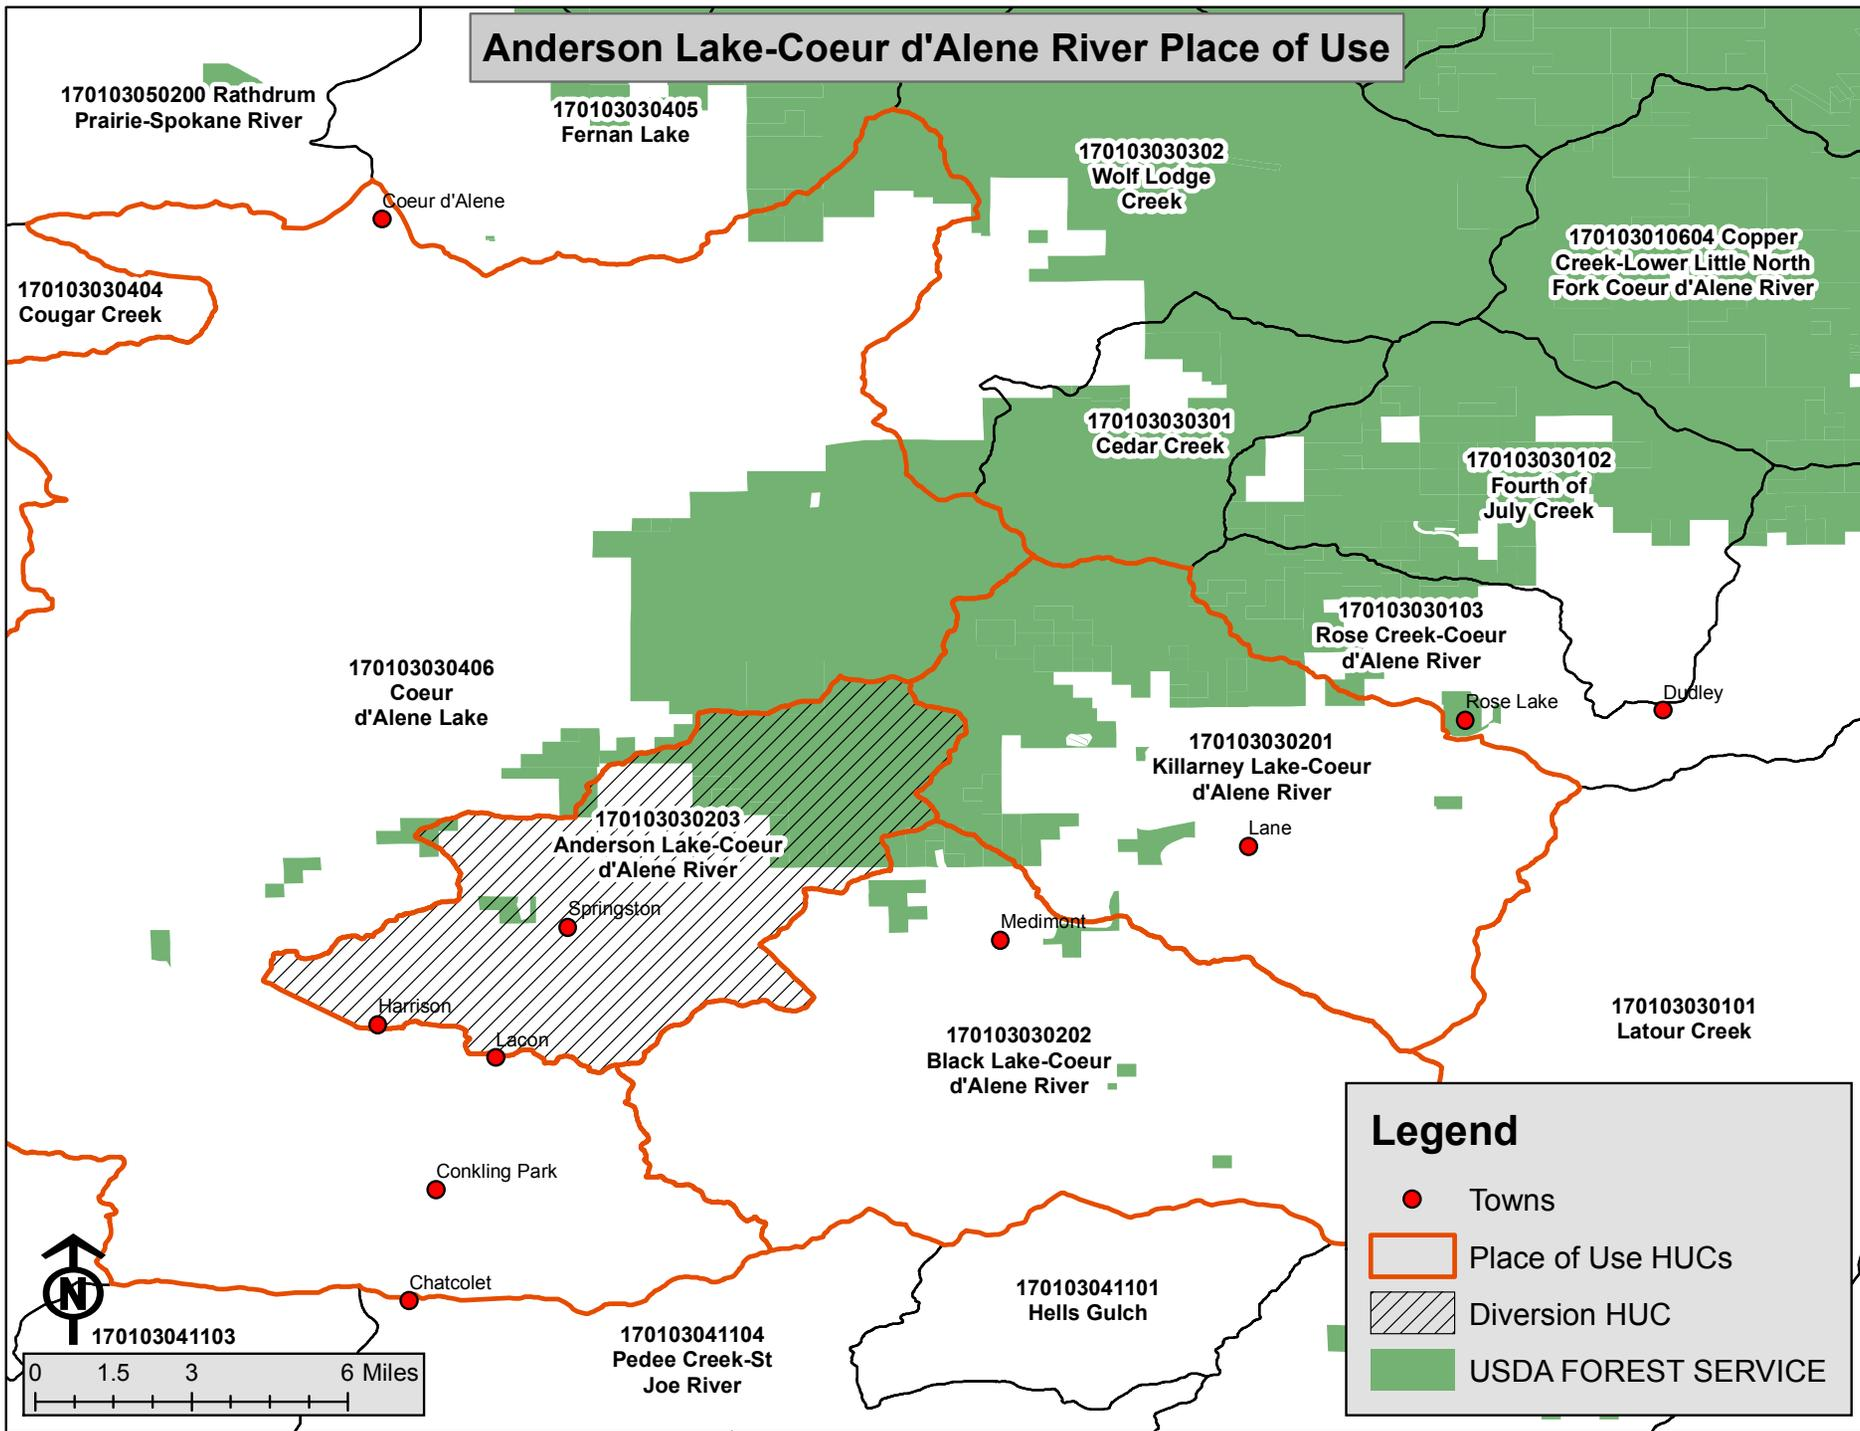 Anderson Lake-Coeur d'Alene River Place of Use
170103050200 Rathdrum
Prairie-Spokane River
170103030405
Fernan Lake
170103030302
Wolf Lodge
Creek
Coeur d'Alene
170103010604 Copper
Creek-Lower Little North
Fork Coeur d'Alene River
170103030404
Cougar Creek
170103030301
Cedar Creek
170103030102
Fourth of
July Creek
170103030103
Rose Creek-Coeur
d'Alene River
170103030406
Coeur
d'Alene Lake
Rose Lake
Dudley
170103030201
Killarney Lake-Coeur
d'Alene River
170103030203
Anderson Lake-Coeur
d'Alene River
Lane
Springston
Medimont
Harrison
Lacon
170103030202
Black Lake-Coeur
d'Alene River
170103030101
Latour Creek
Conkling Park
Chatcolet
170103041101
Hells Gulch
170103041103
170103041104
Pedee Creek-St
Joe River
N
0 1.5 3 6 Miles
Legend
Towns
Place of Use HUCs
Diversion HUC
USDA FOREST SERVICE